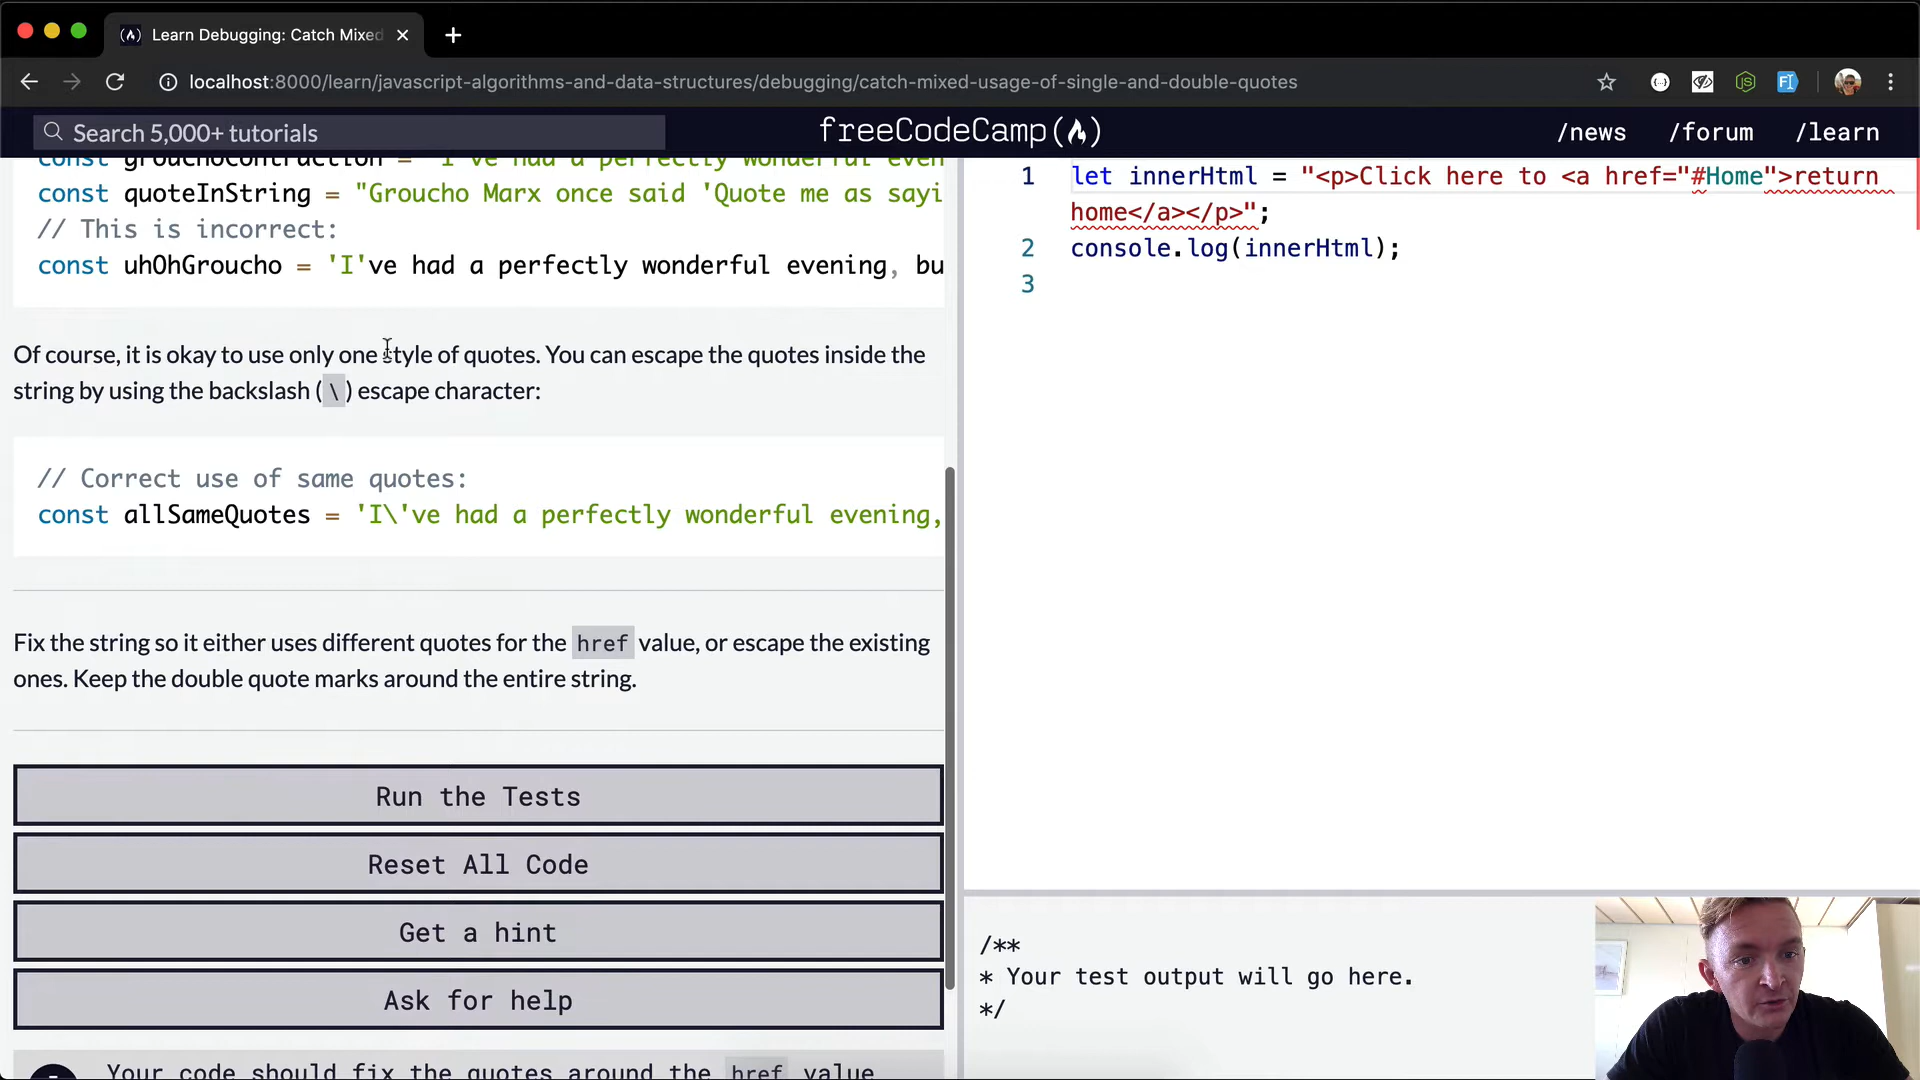 Learn Debugging: Catch Mixed
localhost:8000/learn/javascript-algorithms-and-data-structures/debugging/catch-mixed-usage-of-single-and-double-quotes
Search 5,000+ tutorials
freeCodeCamp(🔥)
/news /forum /learn
const grouchoContraction = "I've had a perfectly wonderful even
const quoteInString = "Groucho Marx once said 'Quote me as sayi
// This is incorrect:
const uhOhGroucho = 'I've had a perfectly wonderful evening, bu
Of course, it is okay to use only one style of quotes. You can escape the quotes inside the
string by using the backslash (\) escape character:
// Correct use of same quotes:
const allSameQuotes = 'I\'ve had a perfectly wonderful evening,
Fix the string so it either uses different quotes for the href value, or escape the existing
ones. Keep the double quote marks around the entire string.
Run the Tests
Reset All Code
Get a hint
Ask for help
Your code should fix the quotes around the href value
1 let innerHtml = "<p>Click here to <a href="#Home">return
home</a></p>";
2 console.log(innerHtml);
3
/**
* Your test output will go here.
*/